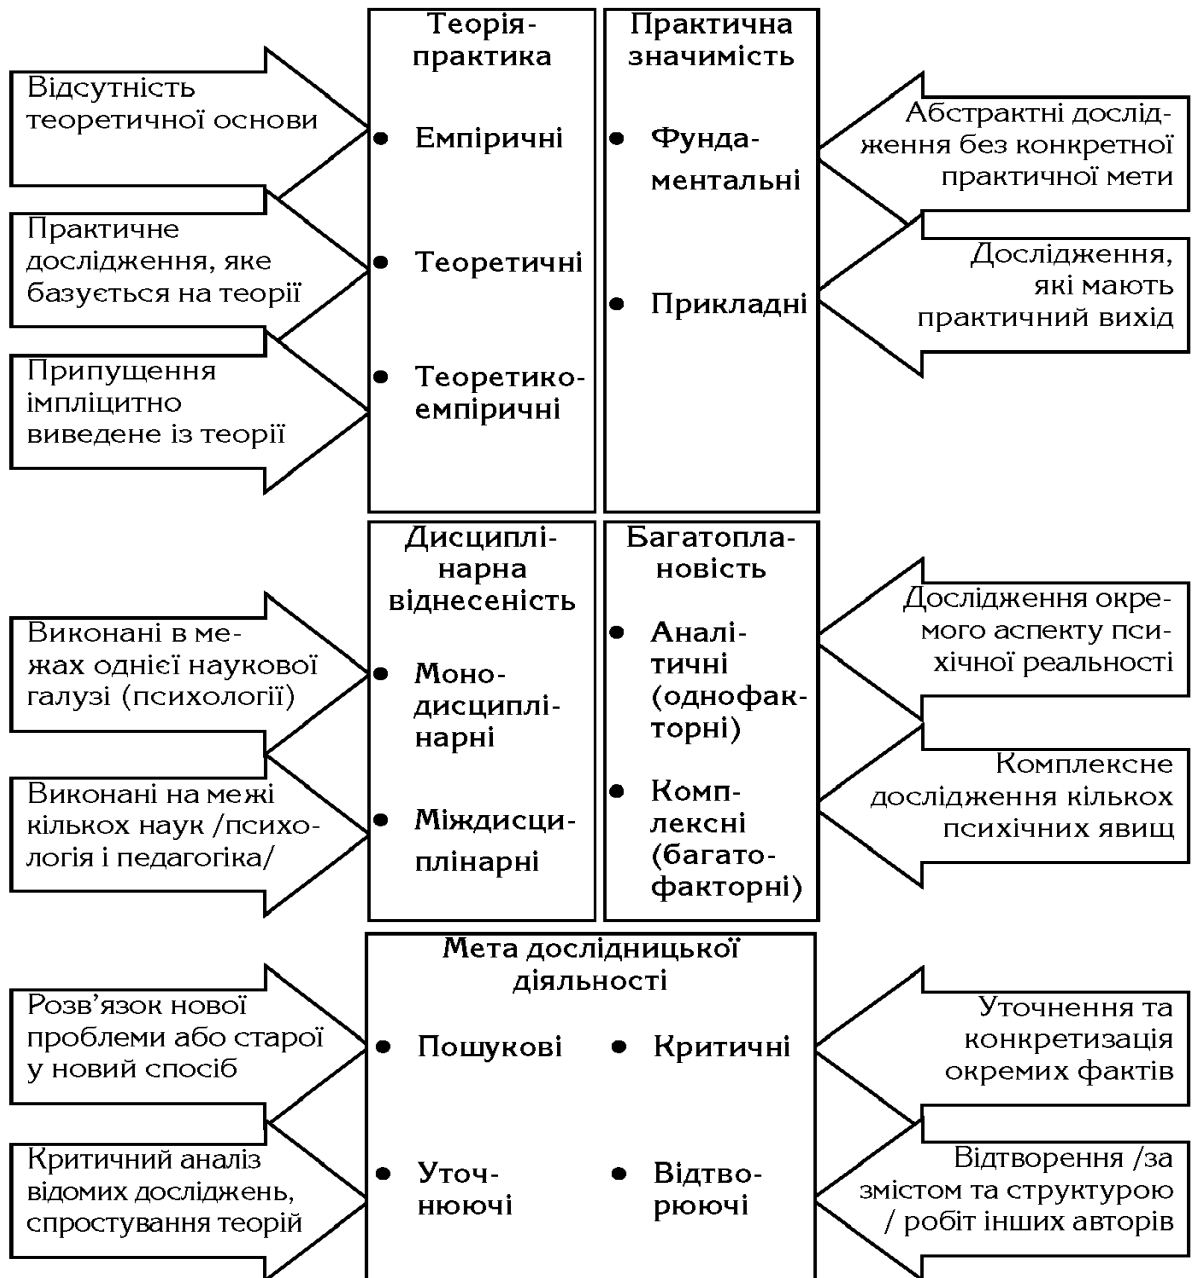 Теорія-
практика
Практична
значимість
Відсутність
теоретичної основи
• Емпіричні
• Фунда-
ментальні
Абстрактні дослід-
ження без конкретної
практичної мети
Практичне
дослідження, яке
базується на теорії
• Теоретичні
• Прикладні
Дослідження,
які мають
практичний вихід
Припущення
імпліцитно
виведене із теорії
• Теоретико-
емпіричні
Дисциплі-
нарна
віднесеність
Багатопла-
новість
Виконані в ме-
жах однієї наукової
галузі (психології)
• Моно-
дисциплі-
нарні
• Аналі-
тичні
(однофак-
торні)
Дослідження окре-
мого аспекту пси-
хічної реальності
Виконані на межі
кількох наук /психо-
логія і педагогіка/
• Міждисци-
плінарні
• Комп-
лексні
(багато-
факторні)
Комплексне
дослідження кількох
психічних явищ
Мета дослідницької
діяльності
Розв’язок нової
проблеми або старої
у новий спосіб
• Пошукові
• Критичні
Уточнення та
конкретизація
окремих фактів
Критичний аналіз
відомих досліджень,
спростування теорій
• Уточ-
нюючі
• Відтво-
рюючі
Відтворення /за
змістом та структурою
/ робіт інших авторів